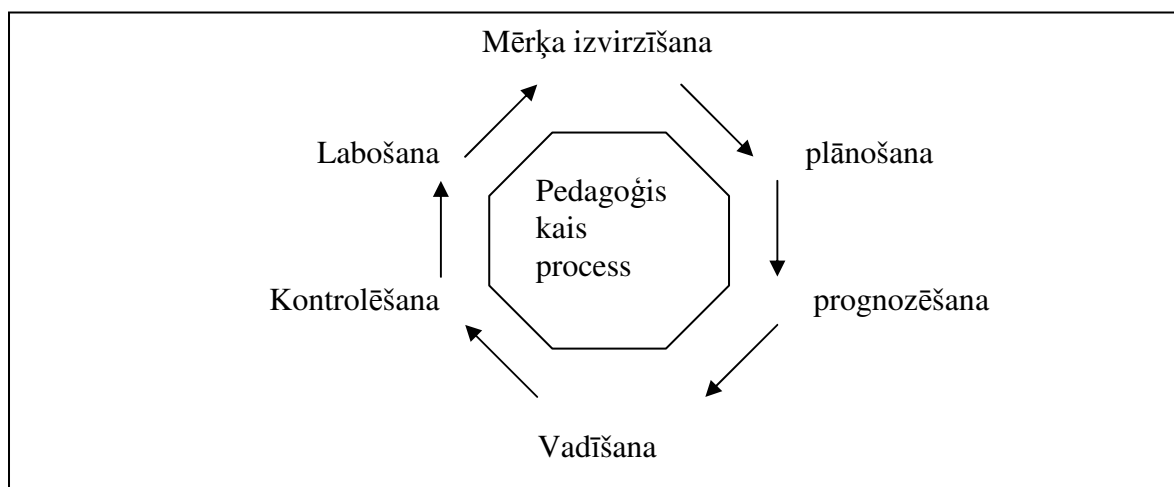 Mērķa izvirzīšana
Labošana
plānošana
Pedagoģis
kais
process
Kontrolēšana
prognozēšana
Vadīšana